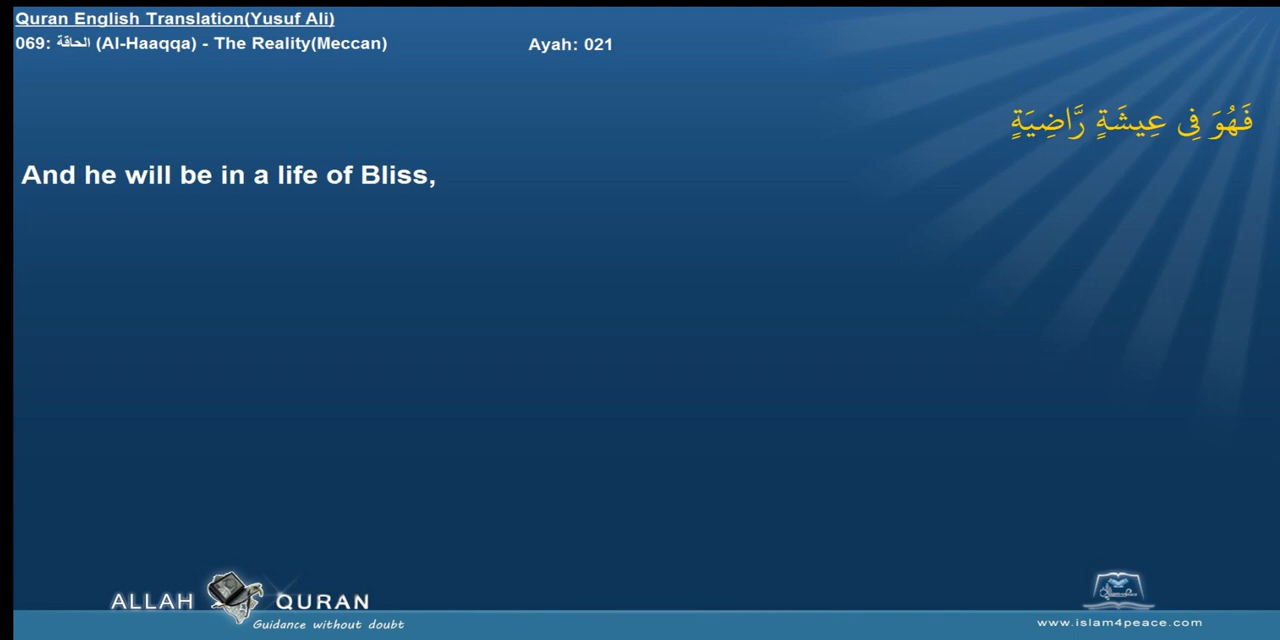 Quran English Translation(Yusuf Ali)
069: الحاقة (Al-Haaqqa) - The Reality(Meccan) Ayah: 021
فَهُوَ فِى عِيشَةٍ رَّاضِيَةٍ
And he will be in a life of Bliss,
ALLAH QURAN
Guidance without doubt
www.islam4peace.com